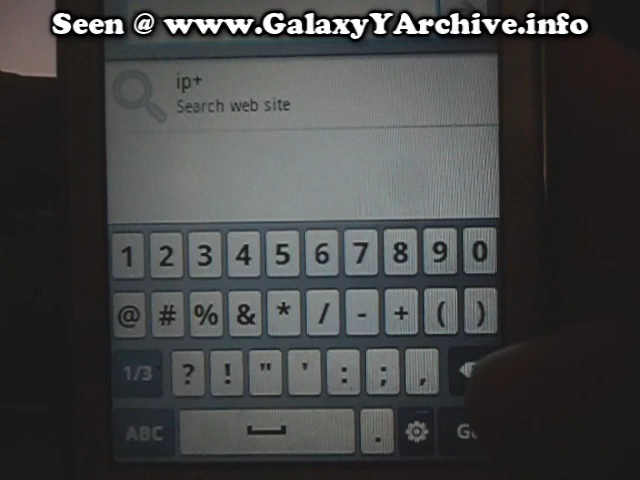 Seen @ www.GalaxyYArchive.info
ip+
Search web site
1 2 3 4 5 6 7 8 9 0
@ # % & * / - + ( )
1/3 ? ! " ' : ; ,
ABC .